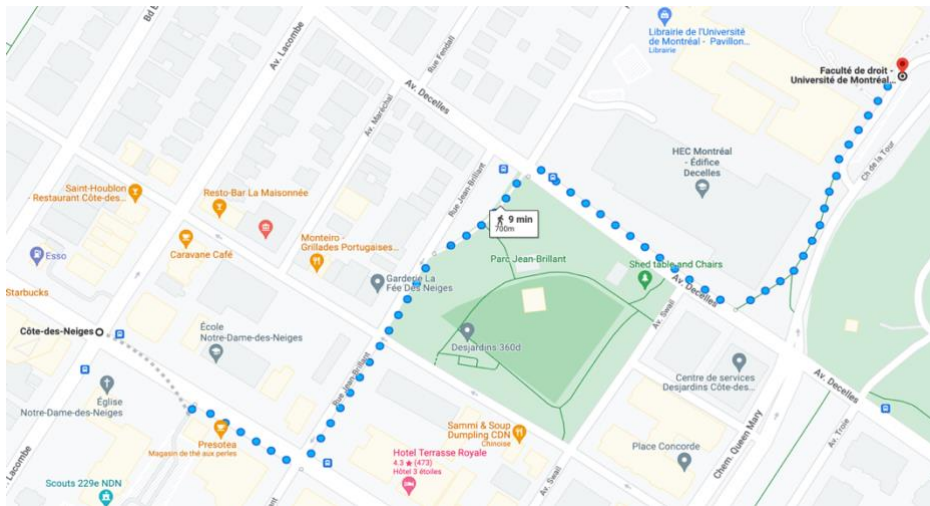 Bd E
Av. Lacombe
Rue Fendall
Librairie de l'Université
de Montréal - Pavillon...
Librairie
Faculté de droit -
Université de Montréal...
Av. Decelles
Av. Maréchal
HEC Montréal
- Édifice
Decelles
Ch de la Tour
Saint-Houblon
- Restaurant Côte-des...
Resto-Bar La Maisonnée
Rue Jean-Brillant
9 min
700m
Monteiro -
Grillades Portugaises...
Caravane Café
Esso
Parc Jean-Brillant
Shed table and Chairs
Garderie La
Fée Des Neiges
Av. Decelles
Starbucks
Av. Swail
Côte-des-Neiges
École
Notre-Dame-des-Neiges
Desjardins 360d
Rue Jean-Brillant
Centre de services
Desjardins Côte-des...
Av. Decelles
Église
Notre-Dame-des-Neiges
Sammi & Soup
Dumpling CDN
Chinoise
Chem. Queen Mary
Av. Troie
Presotea
Magasin de thé aux perles
Place Concorde
Hotel Terrasse Royale
4.3 ★ (473)
Hôtel 3 étoiles
Av. Swail
Lacombe
Scouts 229e NDN